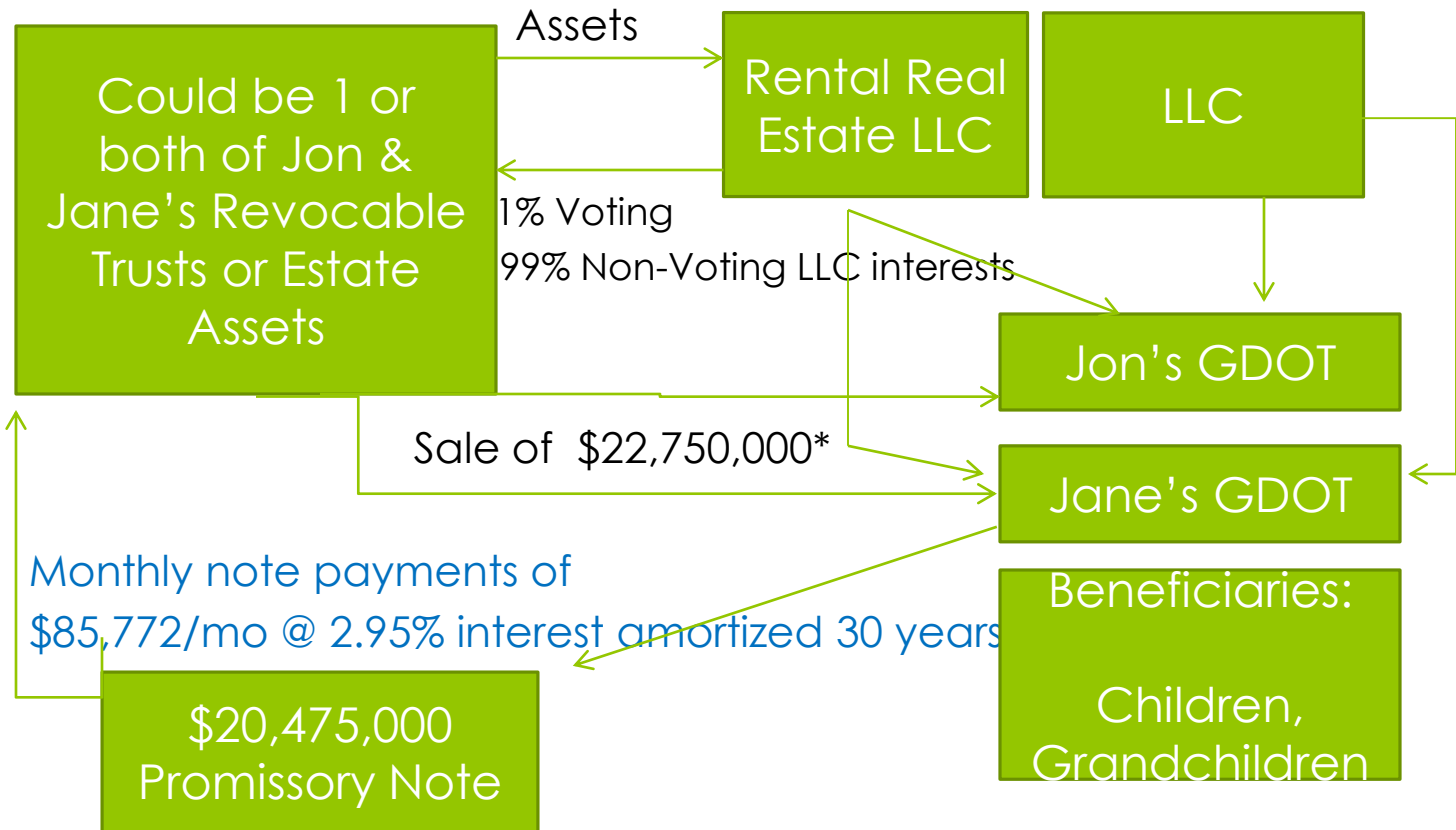 Assets
Could be 1 or
both of Jon &
Jane’s Revocable
Trusts or Estate
Assets
Rental Real
Estate LLC
LLC
1% Voting
99% Non-Voting LLC interests
Jon’s GDOT
Sale of $22,750,000*
Jane’s GDOT
Monthly note payments of
$85,772/mo @ 2.95% interest amortized 30 years
Beneficiaries:
Children,
Grandchildren
$20,475,000
Promissory Note